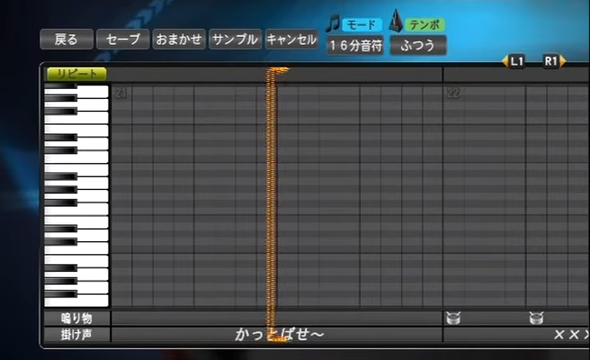 モード テンポ
戻る セーブ おまかせ サンプル キャンセル 16分音符 ふつう
L1 R1
リピート
21 22
鳴り物
掛け声 かっとばせ～ ×××